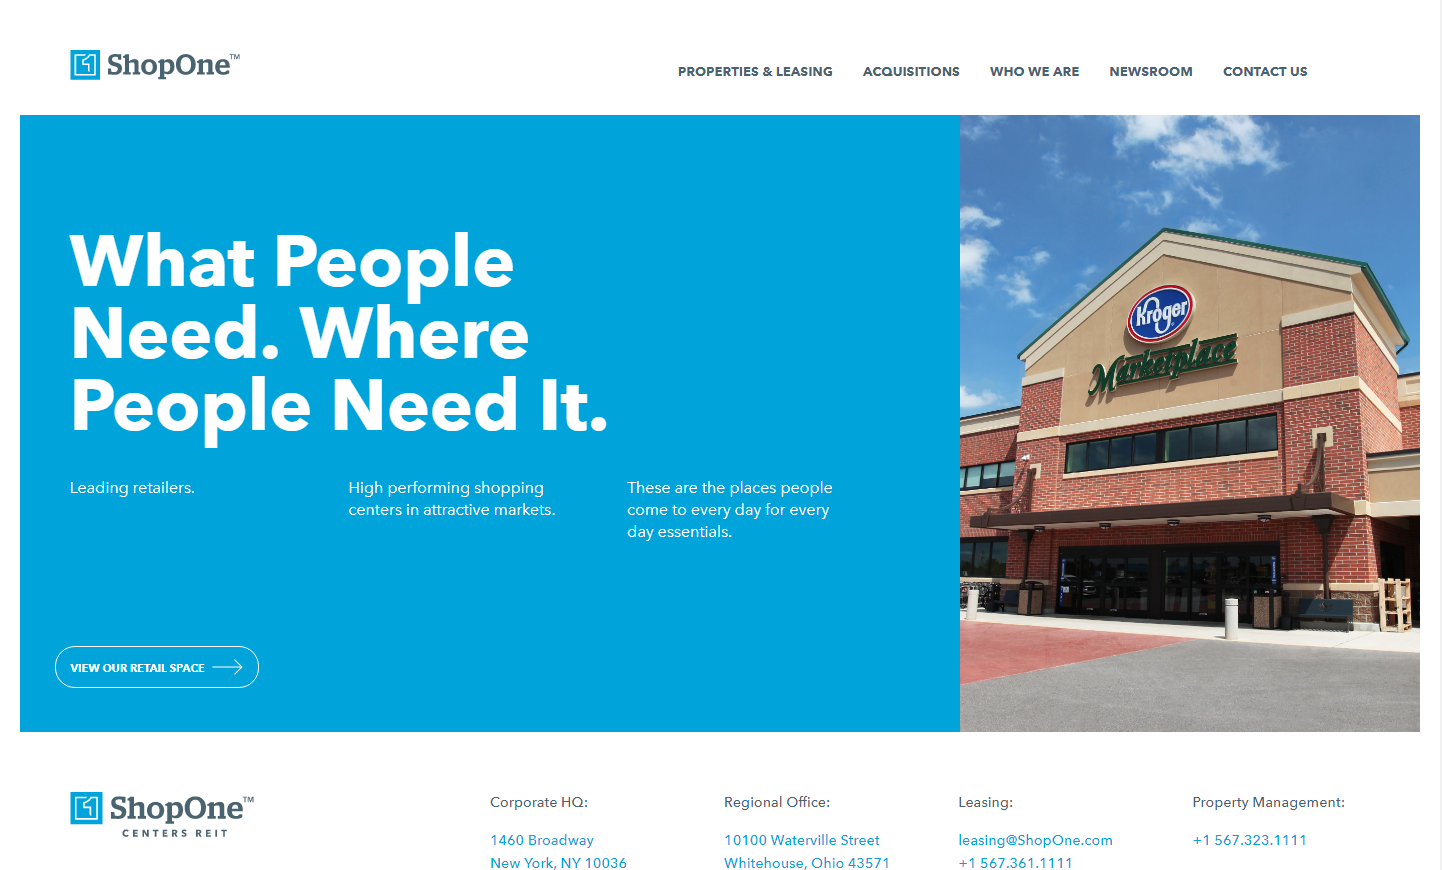 ShopOne™
PROPERTIES & LEASING
ACQUISITIONS
WHO WE ARE
NEWSROOM
CONTACT US
What People
Need. Where
People Need It.
Leading retailers.
High performing shopping
centers in attractive markets.
These are the places people
come to every day for every
day essentials.
VIEW OUR RETAIL SPACE
Kroger
Marketplace
ShopOne™
CENTERS REIT
Corporate HQ:
1460 Broadway
New York, NY 10036
Regional Office:
10100 Waterville Street
Whitehouse, Ohio 43571
Leasing:
leasing@ShopOne.com
+1 567.361.1111
Property Management:
+1 567.323.1111